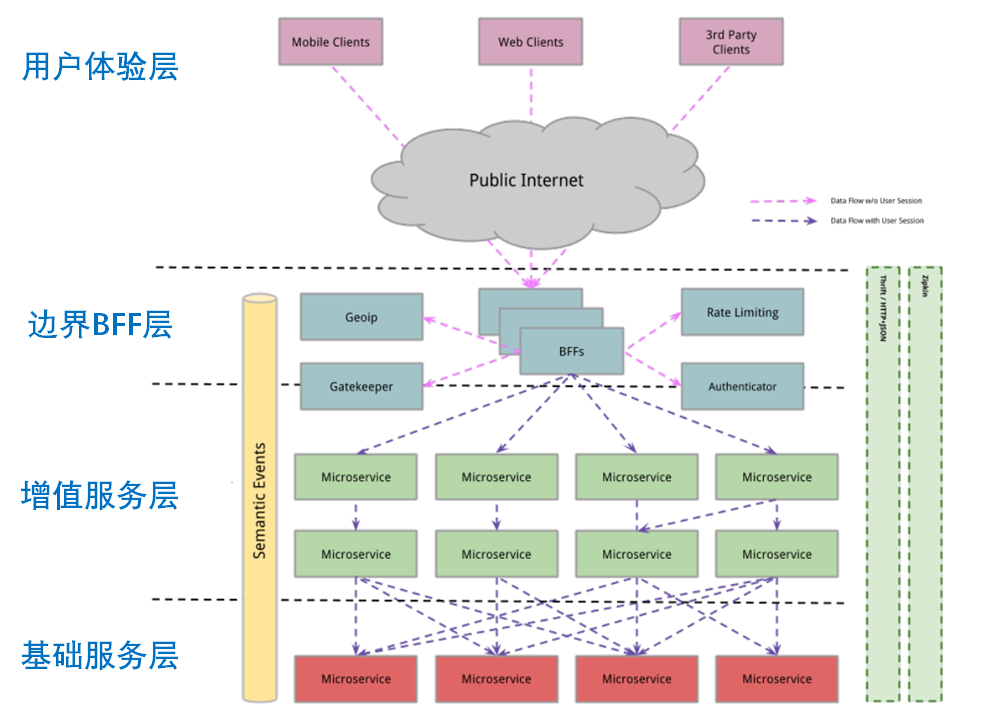 用户体验层
Mobile Clients
Web Clients
3rd Party
Clients
Public Internet
Data Flow w/o User Session
Data Flow with User Session
边界BFF层
Geoip
BFFs
Rate Limiting
Gatekeeper
Authenticator
Thrift / HTTP+JSON
Zipkin
Semantic Events
增值服务层
Microservice
Microservice
Microservice
Microservice
Microservice
Microservice
Microservice
Microservice
基础服务层
Microservice
Microservice
Microservice
Microservice